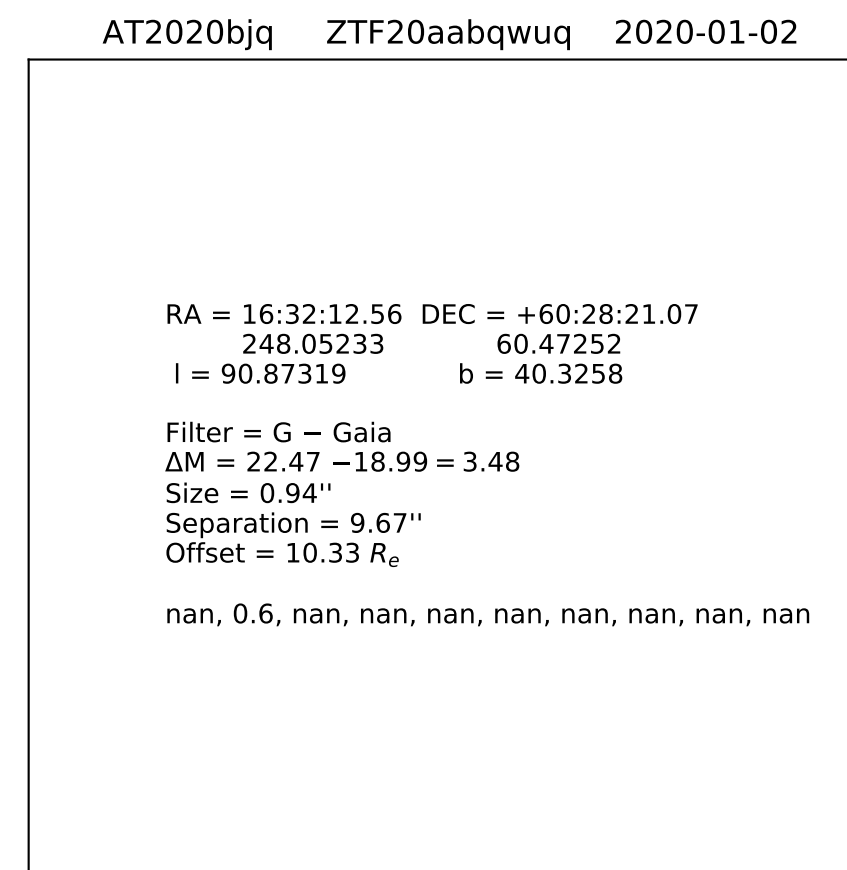 AT2020bjq ZTF20aabqwuq 2020-01-02
RA = 16:32:12.56 DEC = +60:28:21.07
248.05233 60.47252
l = 90.87319 b = 40.3258
Filter = G − Gaia
ΔM = 22.47 −18.99 = 3.48
Size = 0.94''
Separation = 9.67''
Offset = 10.33 Re
nan, 0.6, nan, nan, nan, nan, nan, nan, nan, nan